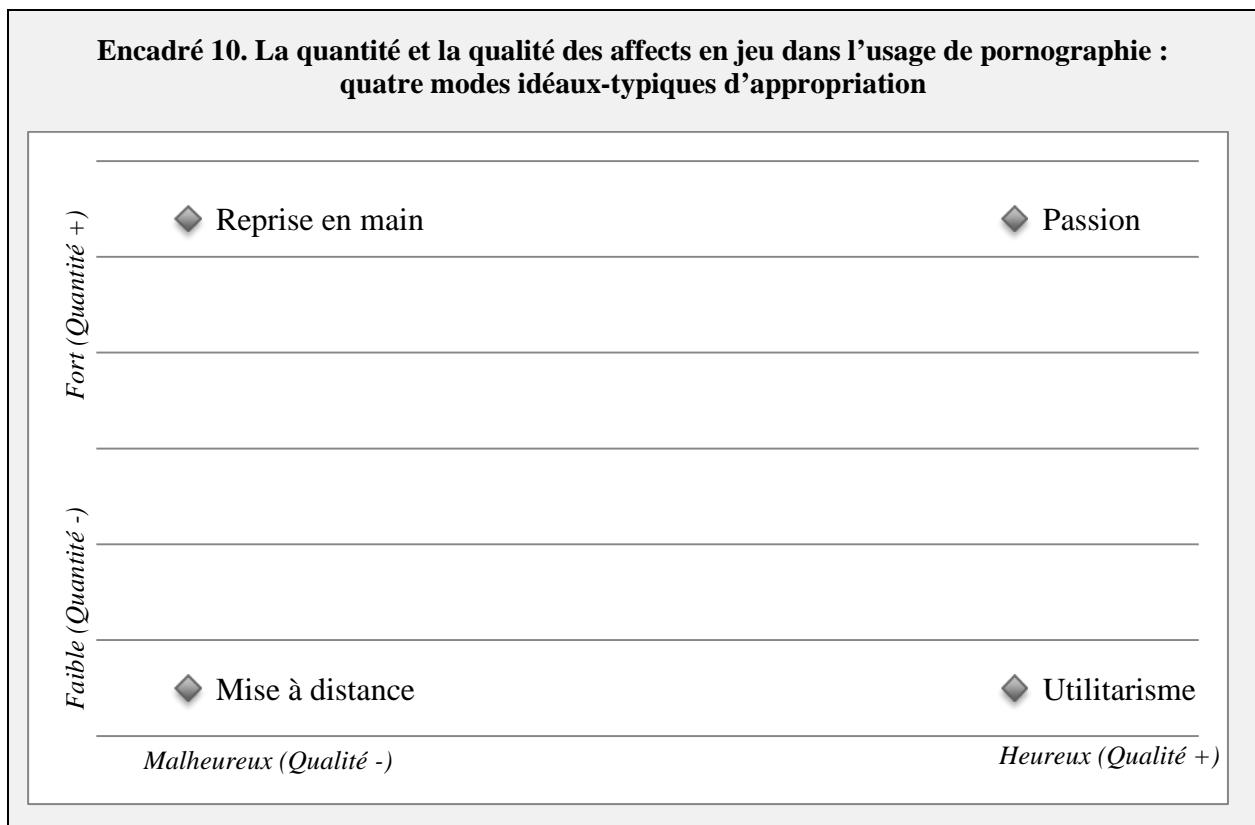 Encadré 10. La quantité et la qualité des affects en jeu dans l’usage de pornographie :
quatre modes idéaux-typiques d’appropriation
Fort (Quantité +)
Reprise en main
Passion
Faible (Quantité -)
Mise à distance
Utilitarisme
Malheureux (Qualité -)
Heureux (Qualité +)